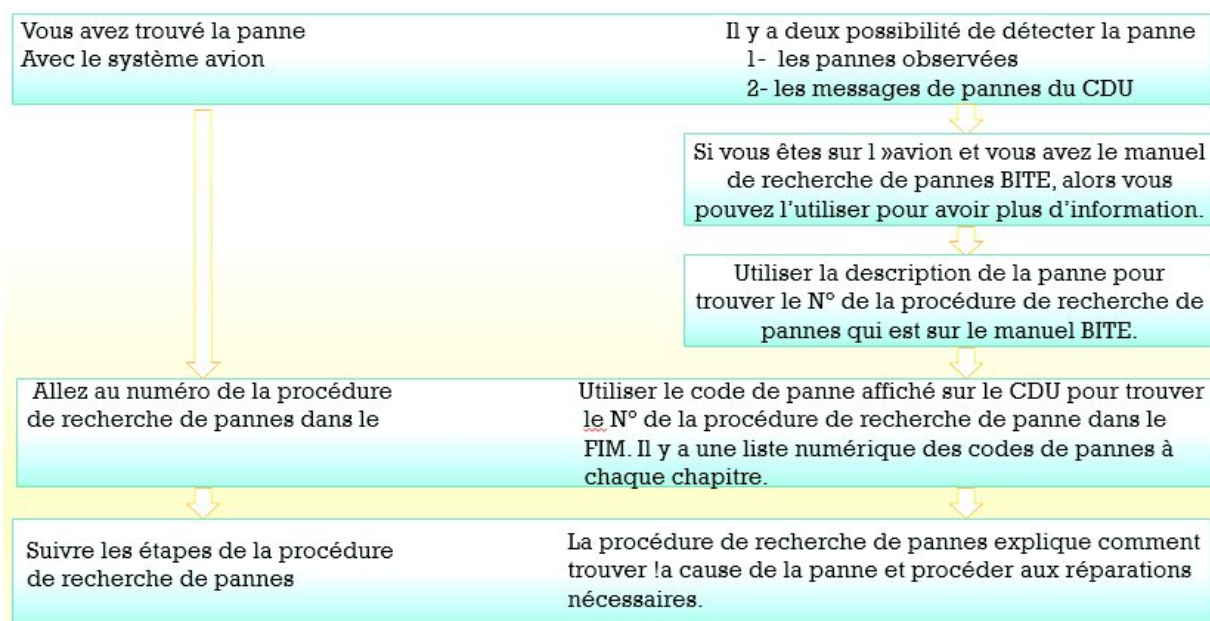 Vous avez trouvé la panne
Avec le système avion
Il y a deux possibilité de détecter la panne
1- les pannes observées
2- les messages de pannes du CDU
Si vous êtes sur l »avion et vous avez le manuel
de recherche de pannes BITE, alors vous
pouvez l’utiliser pour avoir plus d’information.
Utiliser la description de la panne pour
trouver le N° de la procédure de recherche de
pannes qui est sur le manuel BITE.
Allez au numéro de la procédure
de recherche de pannes dans le
Utiliser le code de panne affiché sur le CDU pour trouver
le N° de la procédure de recherche de panne dans le
FIM. Il y a une liste numérique des codes de pannes à
chaque chapitre.
Suivre les étapes de la procédure
de recherche de pannes
La procédure de recherche de pannes explique comment
trouver !a cause de la panne et procéder aux réparations
nécessaires.